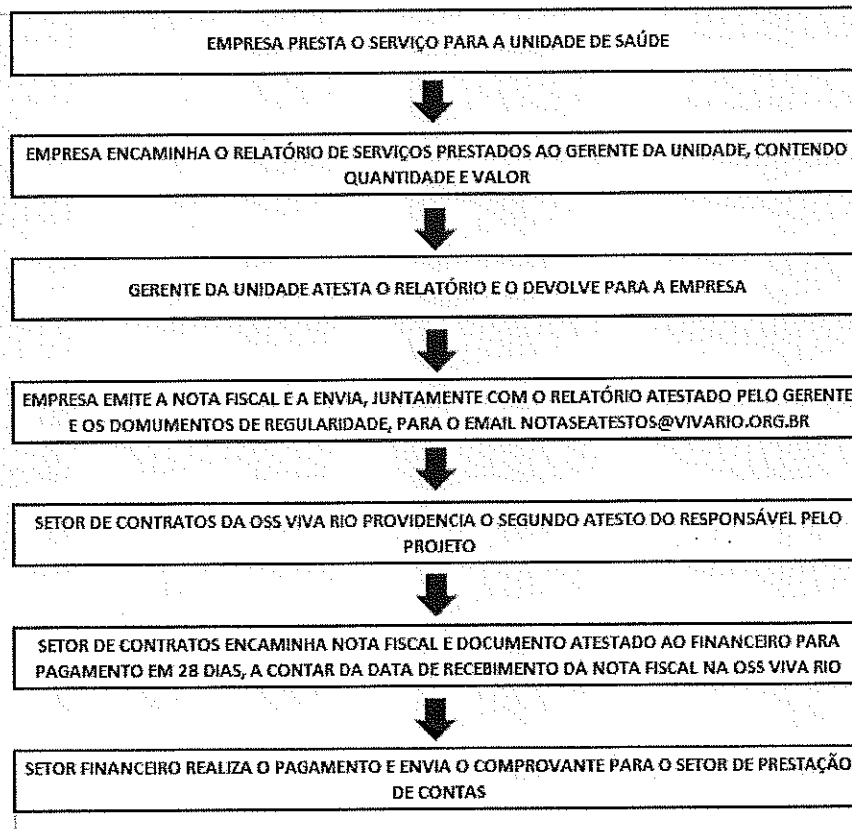 EMPRESA PRESTA O SERVIÇO PARA A UNIDADE DE SAÚDE
EMPRESA ENCAMINHA O RELATÓRIO DE SERVIÇOS PRESTADOS AO GERENTE DA UNIDADE, CONTENDO
QUANTIDADE E VALOR
GERENTE DA UNIDADE ATESTA O RELATÓRIO E O DEVOLVE PARA A EMPRESA
EMPRESA EMITE A NOTA FISCAL E A ENVIA, JUNTAMENTE COM O RELATÓRIO ATESTADO PELO GERENTE
E OS DOMUMENTOS DE REGULARIDADE, PARA O EMAIL NOTASEATESTOS@VIVARIO.ORG.BR
SETOR DE CONTRATOS DA OSS VIVA RIO PROVIDENCIA O SEGUNDO ATESTO DO RESPONSÁVEL PELO
PROJETO
SETOR DE CONTRATOS ENCAMINHA NOTA FISCAL E DOCUMENTO ATESTADO AO FINANCEIRO PARA
PAGAMENTO EM 28 DIAS, A CONTAR DA DATA DE RECEBIMENTO DA NOTA FISCAL NA OSS VIVA RIO
SETOR FINANCEIRO REALIZA O PAGAMENTO E ENVIA O COMPROVANTE PARA O SETOR DE PRESTAÇÃO
DE CONTAS